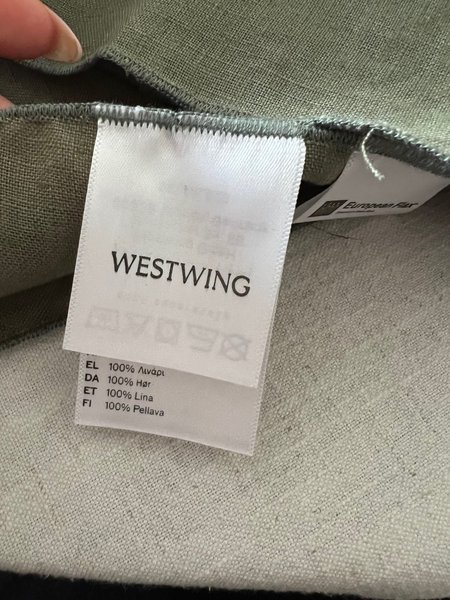 WESTWING
European Flax
EL 100% Λινάρι
DA 100% Hør
ET 100% Lina
FI 100% Pellava